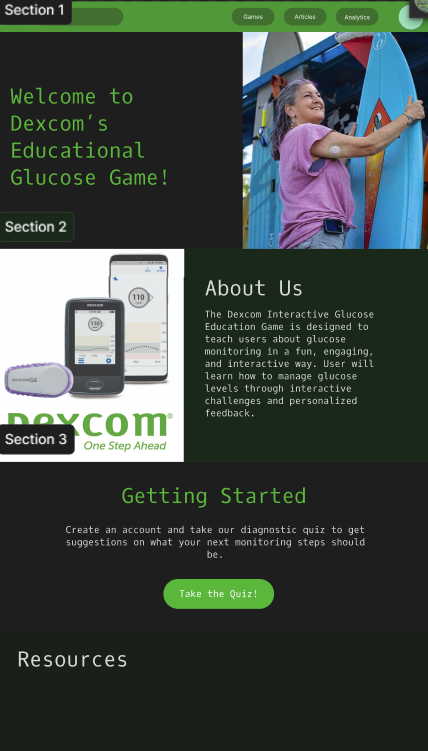 Section 1
Games
Articles
Analytics
Welcome to
Dexcom's
Educational
Glucose Game!
Section 2
110
110
dexcom G4
Dexcom®
One Step Ahead
Section 3
About Us
The Dexcom Interactive Glucose
Education Game is designed to
teach users about glucose
monitoring in a fun, engaging,
and interactive way. User will
learn how to manage glucose
levels through interactive
challenges and personalized
feedback.
Getting Started
Create an account and take our diagnostic quiz to get
suggestions on what your next monitoring steps should
be.
Take the Quiz!
Resources